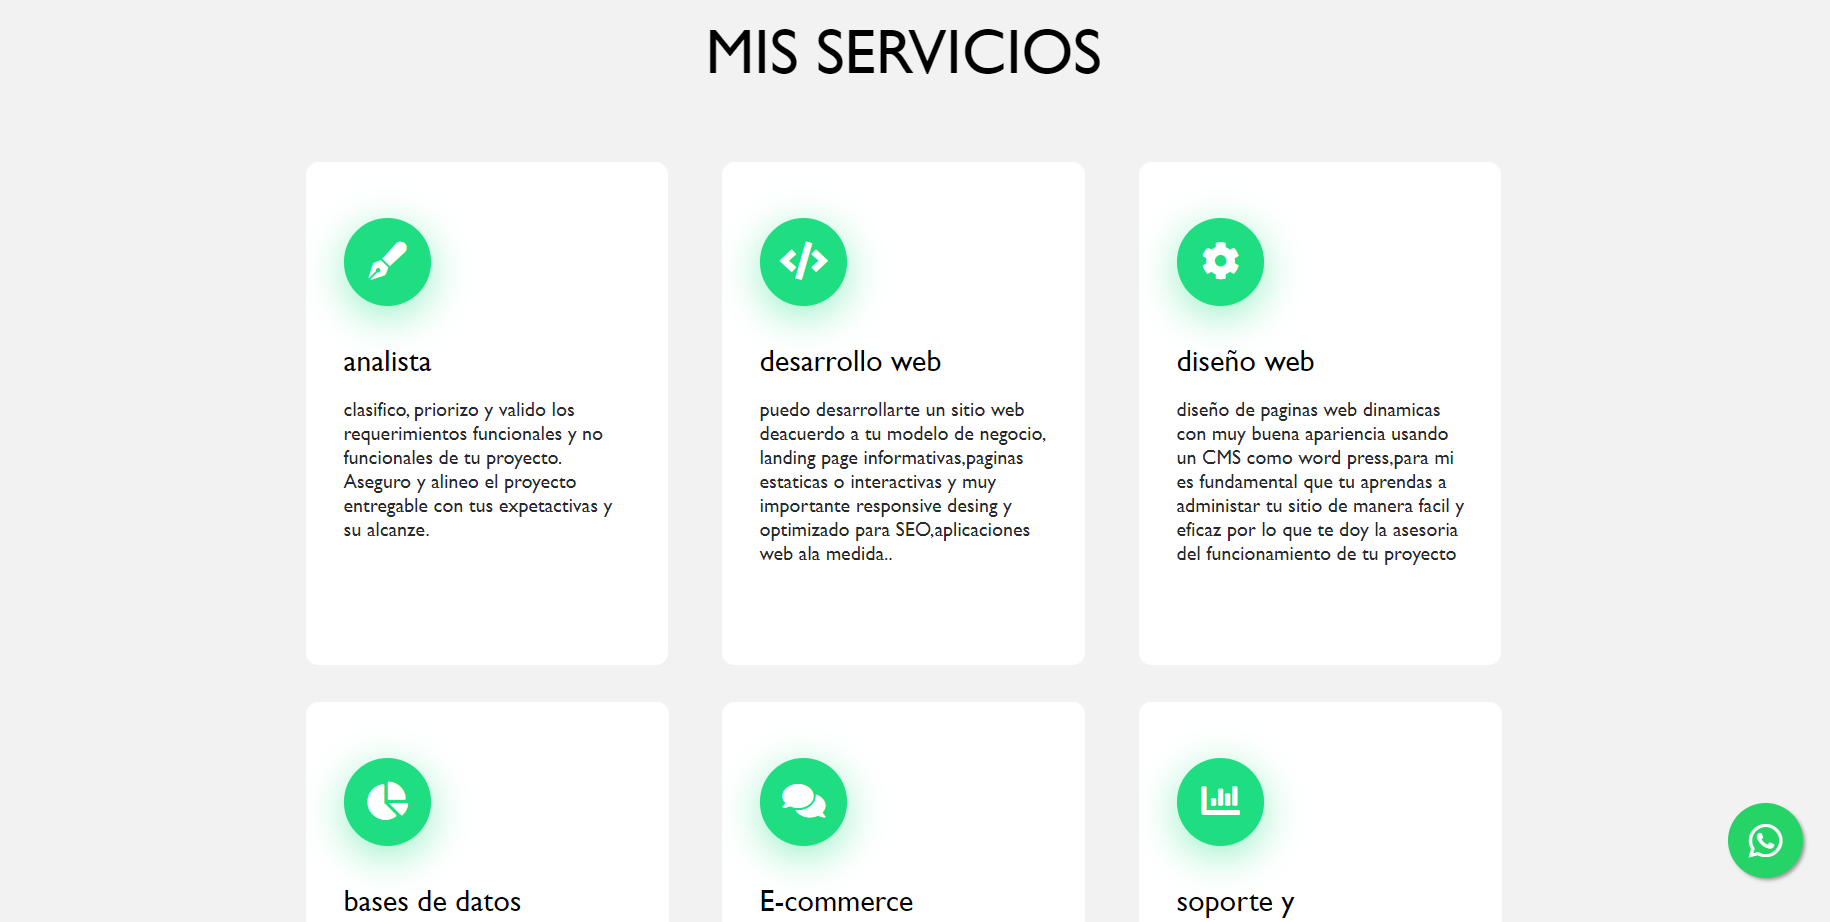 MIS SERVICIOS
analista
clasifico, priorizo y valido los
requerimientos funcionales y no
funcionales de tu proyecto.
Aseguro y alineo el proyecto
entregable con tus expetactivas y
su alcanze.
desarrollo web
puedo desarrollarte un sitio web
deacuerdo a tu modelo de negocio,
landing page informativas,paginas
estaticas o interactivas y muy
importante responsive desing y
optimizado para SEO,aplicaciones
web ala medida..
diseño web
diseño de paginas web dinamicas
con muy buena apariencia usando
un CMS como word press,para mi
es fundamental que tu aprendas a
administar tu sitio de manera facil y
eficaz por lo que te doy la asesoria
del funcionamiento de tu proyecto
bases de datos
E-commerce
soporte y